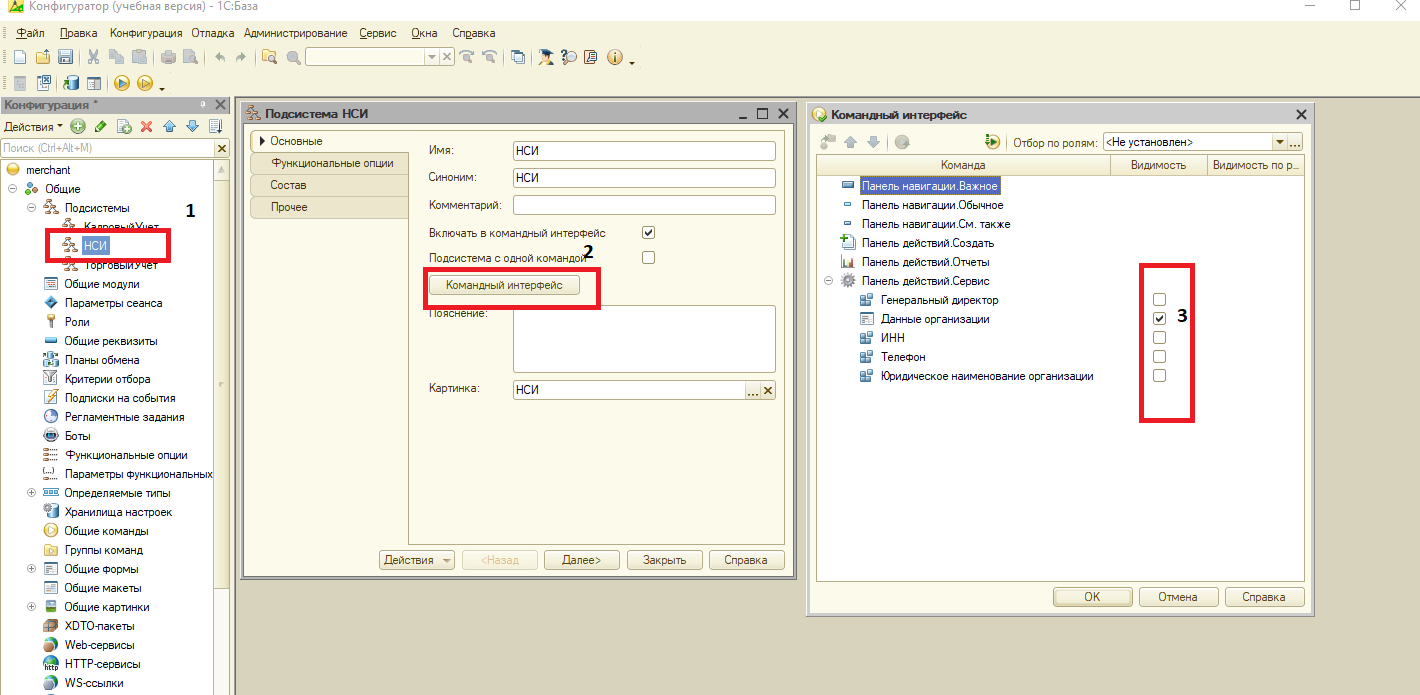 Конфигуратор (учебная версия) - 1С:База
Файл Правка Конфигурация Отладка Администрирование Сервис Окна Справка
Конфигурация *
Действия
Поиск (Ctrl+Alt+M)
merchant
Общие
Подсистемы
1
КадровыйУчет
НСИ
ТорговыйУчет
Общие модули
Параметры сеанса
Роли
Общие реквизиты
Планы обмена
Критерии отбора
Подписки на события
Регламентные задания
Боты
Функциональные опции
Параметры функциональных
Определяемые типы
Хранилища настроек
Общие команды
Группы команд
Общие формы
Общие макеты
Общие картинки
XDTO-пакеты
Web-сервисы
HTTP-сервисы
WS-ссылки
Подсистема НСИ
Основные
Функциональные опции
Состав
Прочее
Имя: НСИ
Синоним: НСИ
Комментарий:
Включать в командный интерфейс
Подсистема с одной командой
2
Командный интерфейс
Пояснение:
Картинка: НСИ ...
Действия <Назад Далее> Закрыть Справка
Командный интерфейс
Отбор по ролям: <Не установлен> ...
Команда Видимость Видимость по р...
Панель навигации.Важное
Панель навигации.Обычное
Панель навигации.См. также
Панель действий.Создать
Панель действий.Отчеты
Панель действий.Сервис
Генеральный директор
Данные организации
3
ИНН
Телефон
Юридическое наименование организации
OK Отмена Справка